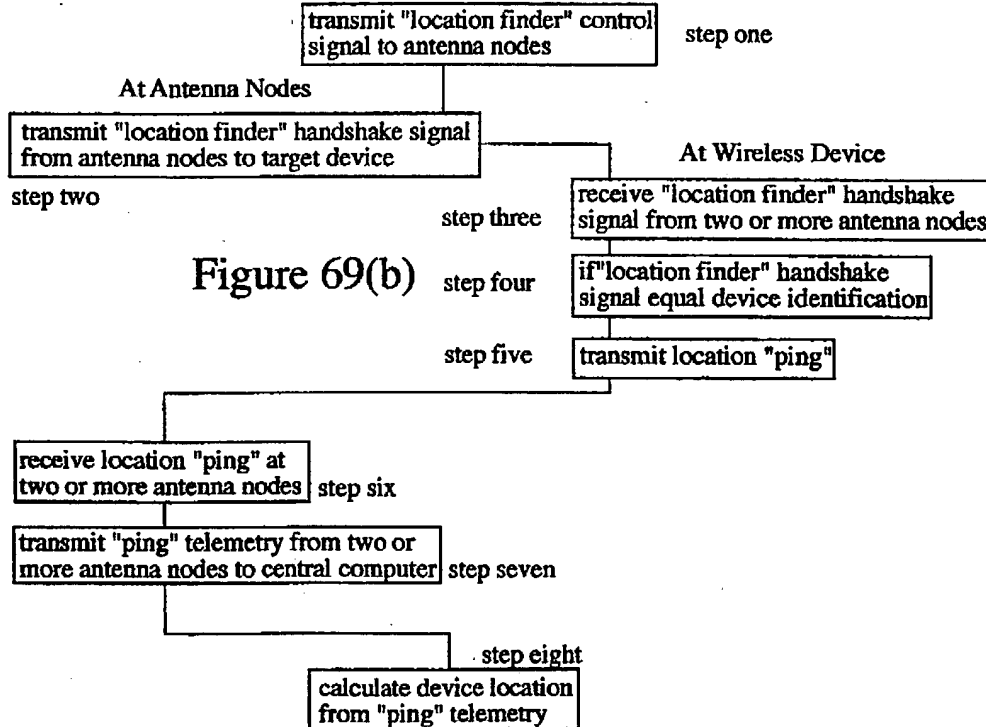 transmit "location finder" control
signal to antenna nodes
step one
At Antenna Nodes
transmit "location finder" handshake signal
from antenna nodes to target device
step two
At Wireless Device
receive "location finder" handshake
signal from two or more antenna nodes
step three
Figure 69(b)
step four
if "location finder" handshake
signal equal device identification
step five
transmit location "ping"
receive location "ping" at
two or more antenna nodes
step six
transmit "ping" telemetry from two or
more antenna nodes to central computer
step seven
step eight
calculate device location
from "ping" telemetry